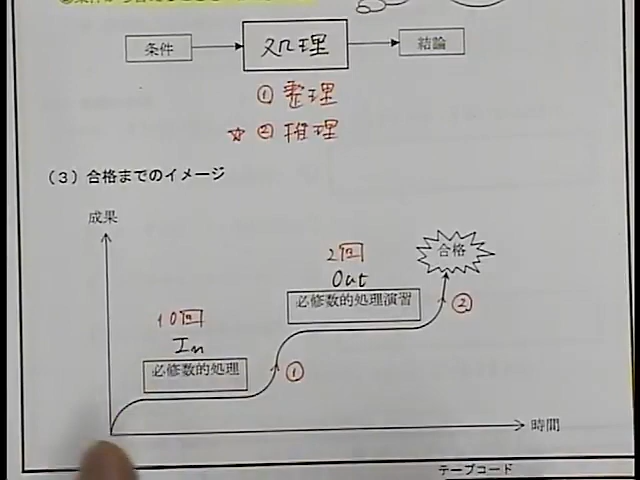 条件
処理
結論
① 整理
☆ ②推理
(3)合格までのイメージ
成果
2回
Out
合格
必修数的処理演習
②
10回
In
必修数的処理
①
時間
テープコード